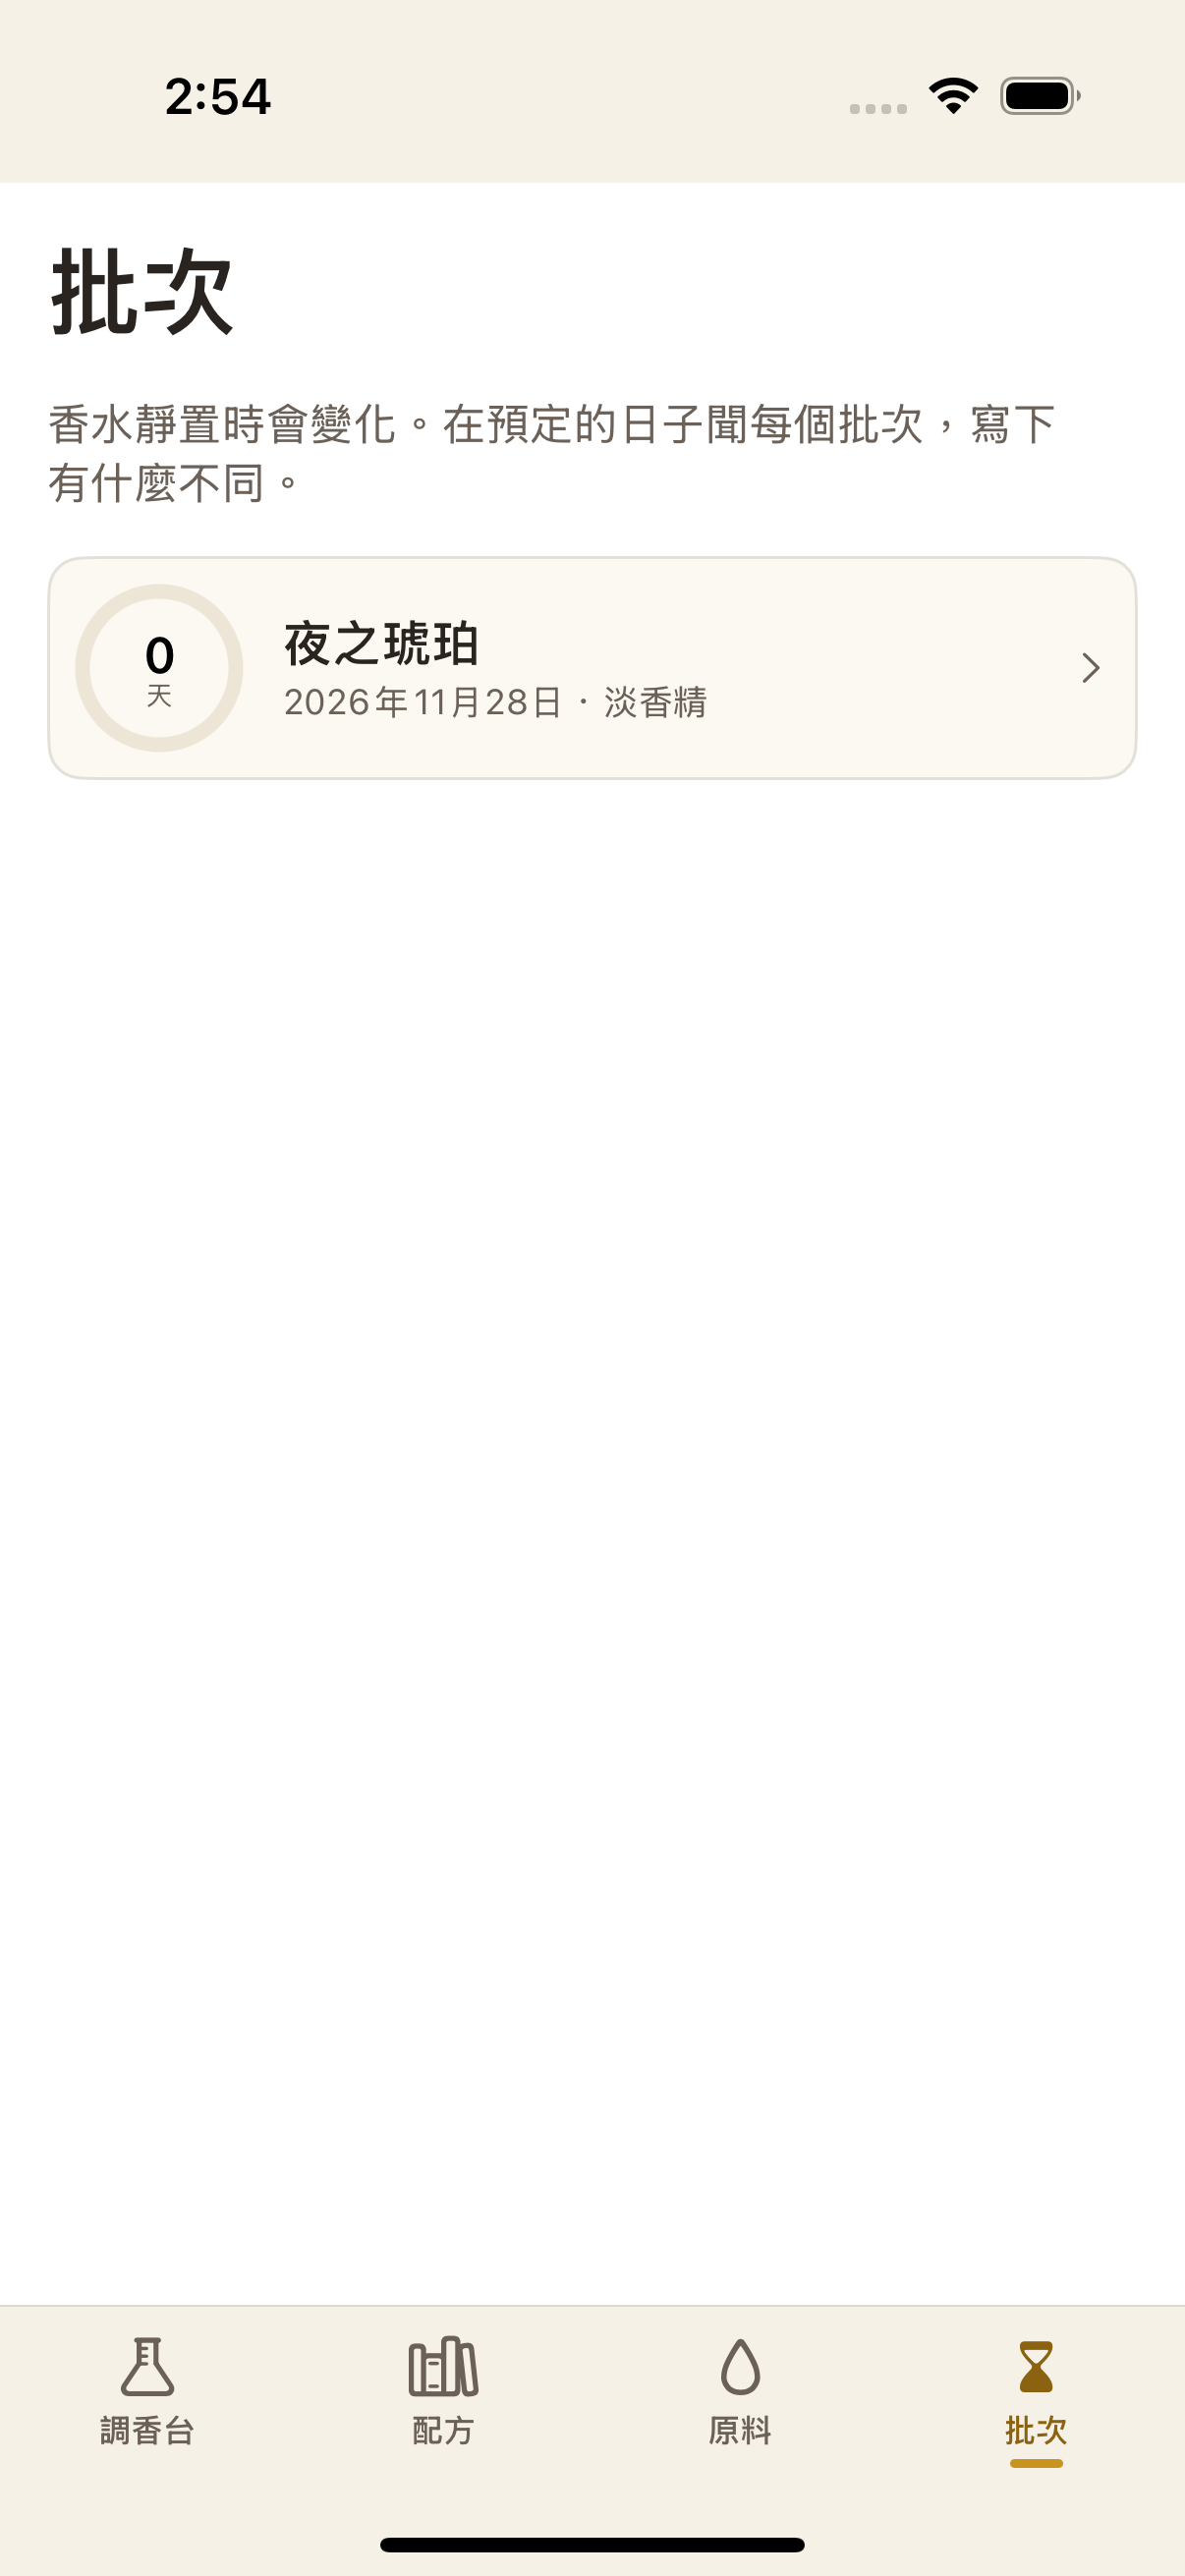 2:54
批次
香水靜置時會變化。在預定的日子聞每個批次，寫下
有什麼不同。
0
天
夜之琥珀
2026年11月28日 · 淡香精
調香台
配方
原料
批次